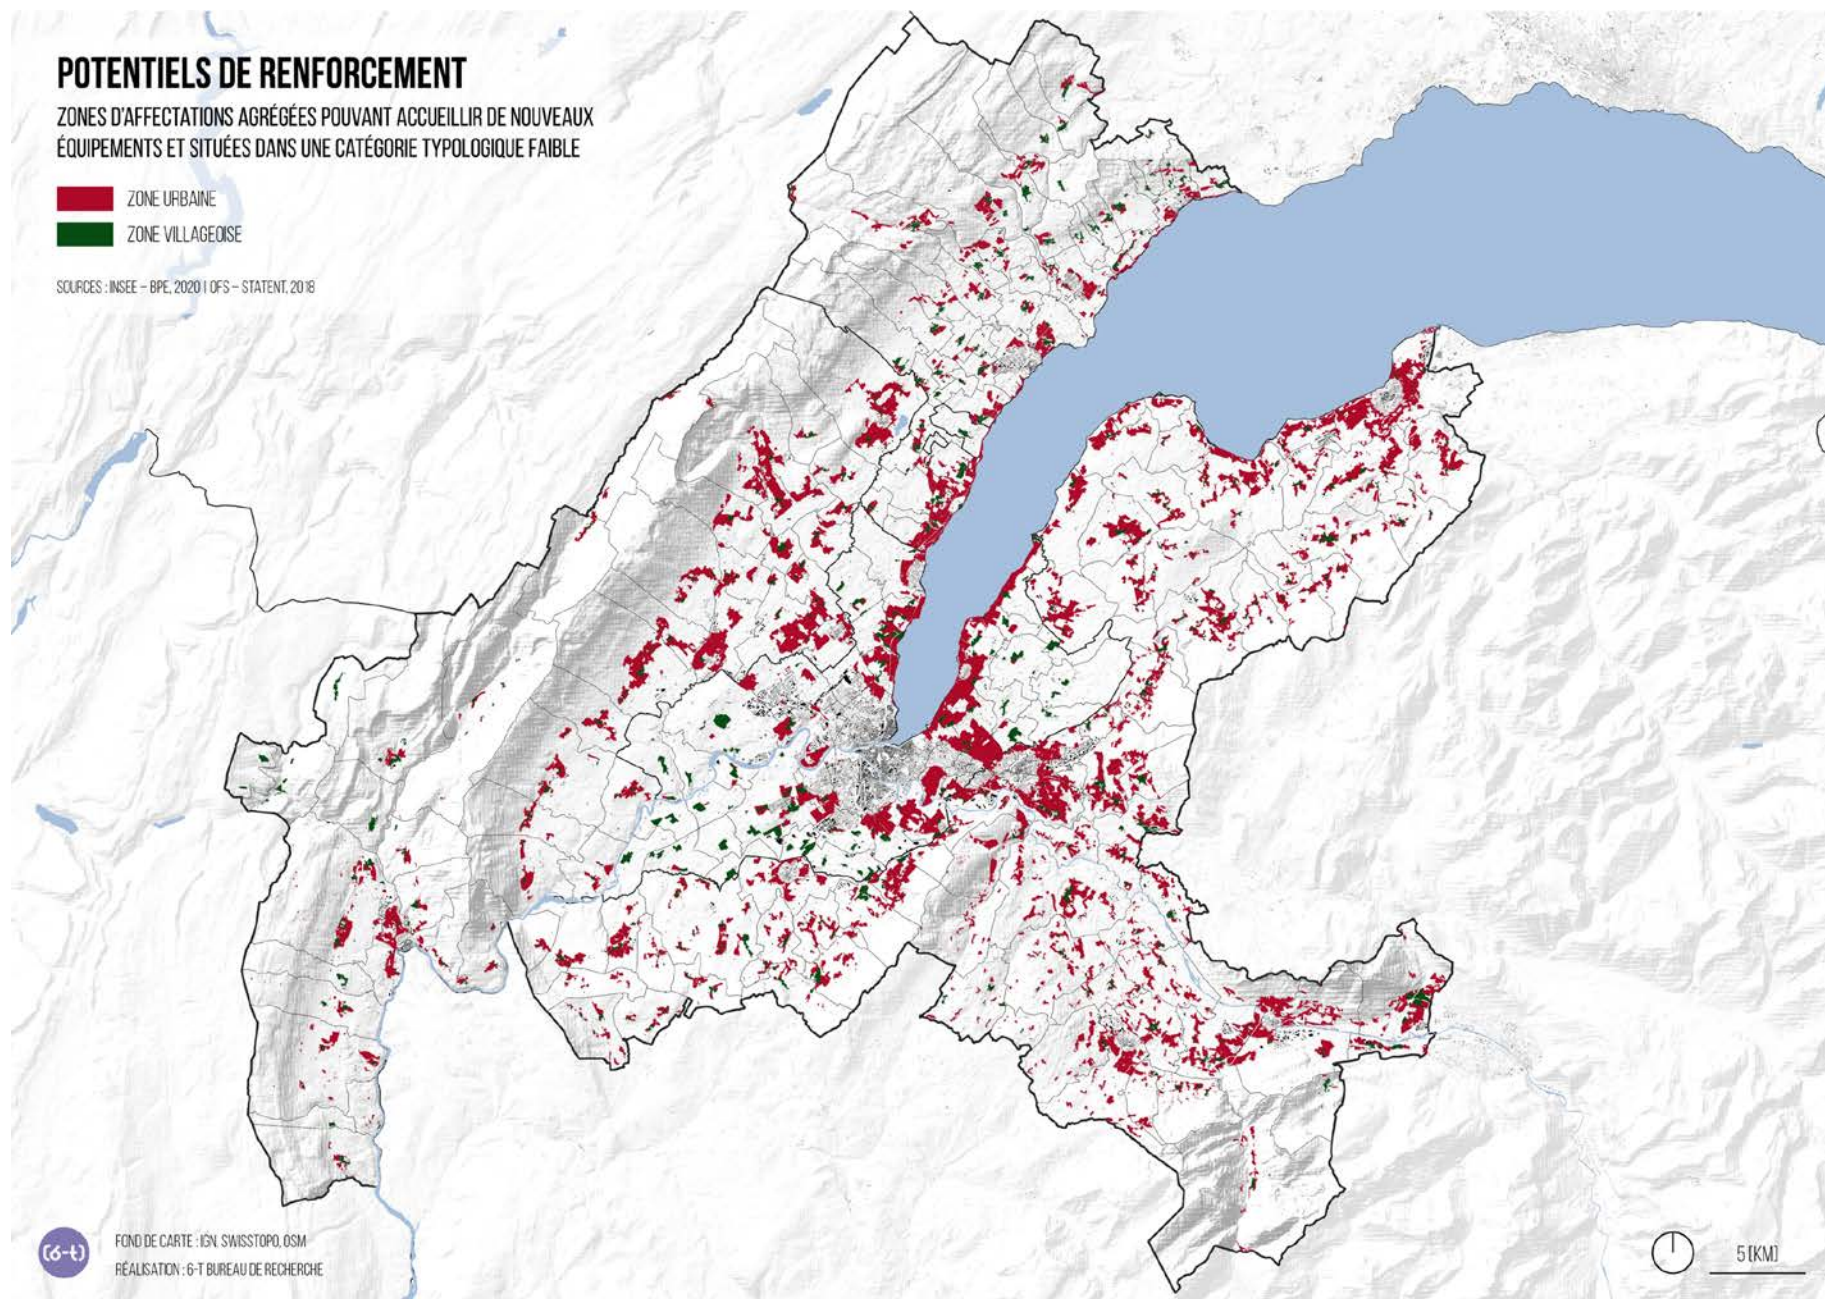 POTENTIELS DE RENFORCEMENT
ZONES D'AFFECTATIONS AGRÉGÉES POUVANT ACCUEILLIR DE NOUVEAUX
ÉQUIPEMENTS ET SITUÉES DANS UNE CATÉGORIE TYPOLOGIQUE FAIBLE
ZONE URBAINE
ZONE VILLAGEOISE
SOURCES : INSEE – BPE, 2020 | OFS – STATENT, 2018
(6-t)
FOND DE CARTE : IGN, SWISSTOPO, OSM
RÉALISATION : 6-T BUREAU DE RECHERCHE
5 [KM]